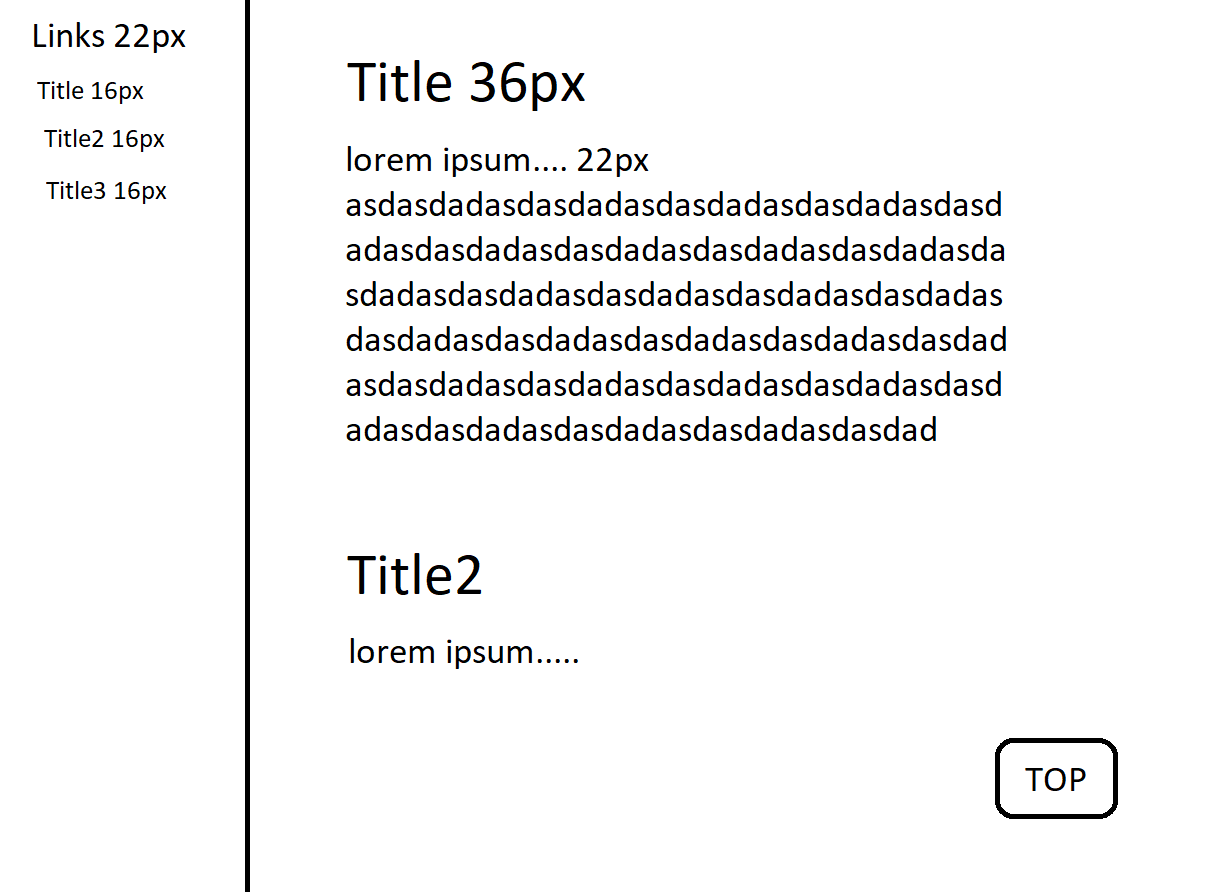 Links 22px
Title 16px
Title2 16px
Title3 16px
Title 36px
lorem ipsum.... 22px
asdasdadasdasdadasdasdadasdasdadasdasd
adasdasdadasdasdadasdasdadasdasdadasda
sdadasdasdadasdasdadasdasdadasdasdadas
dasdadasdasdadasdasdadasdasdadasdasdad
asdasdadasdasdadasdasdadasdasdadasdasd
adasdasdadasdasdadasdasdadasdasdad
Title2
lorem ipsum.....
TOP